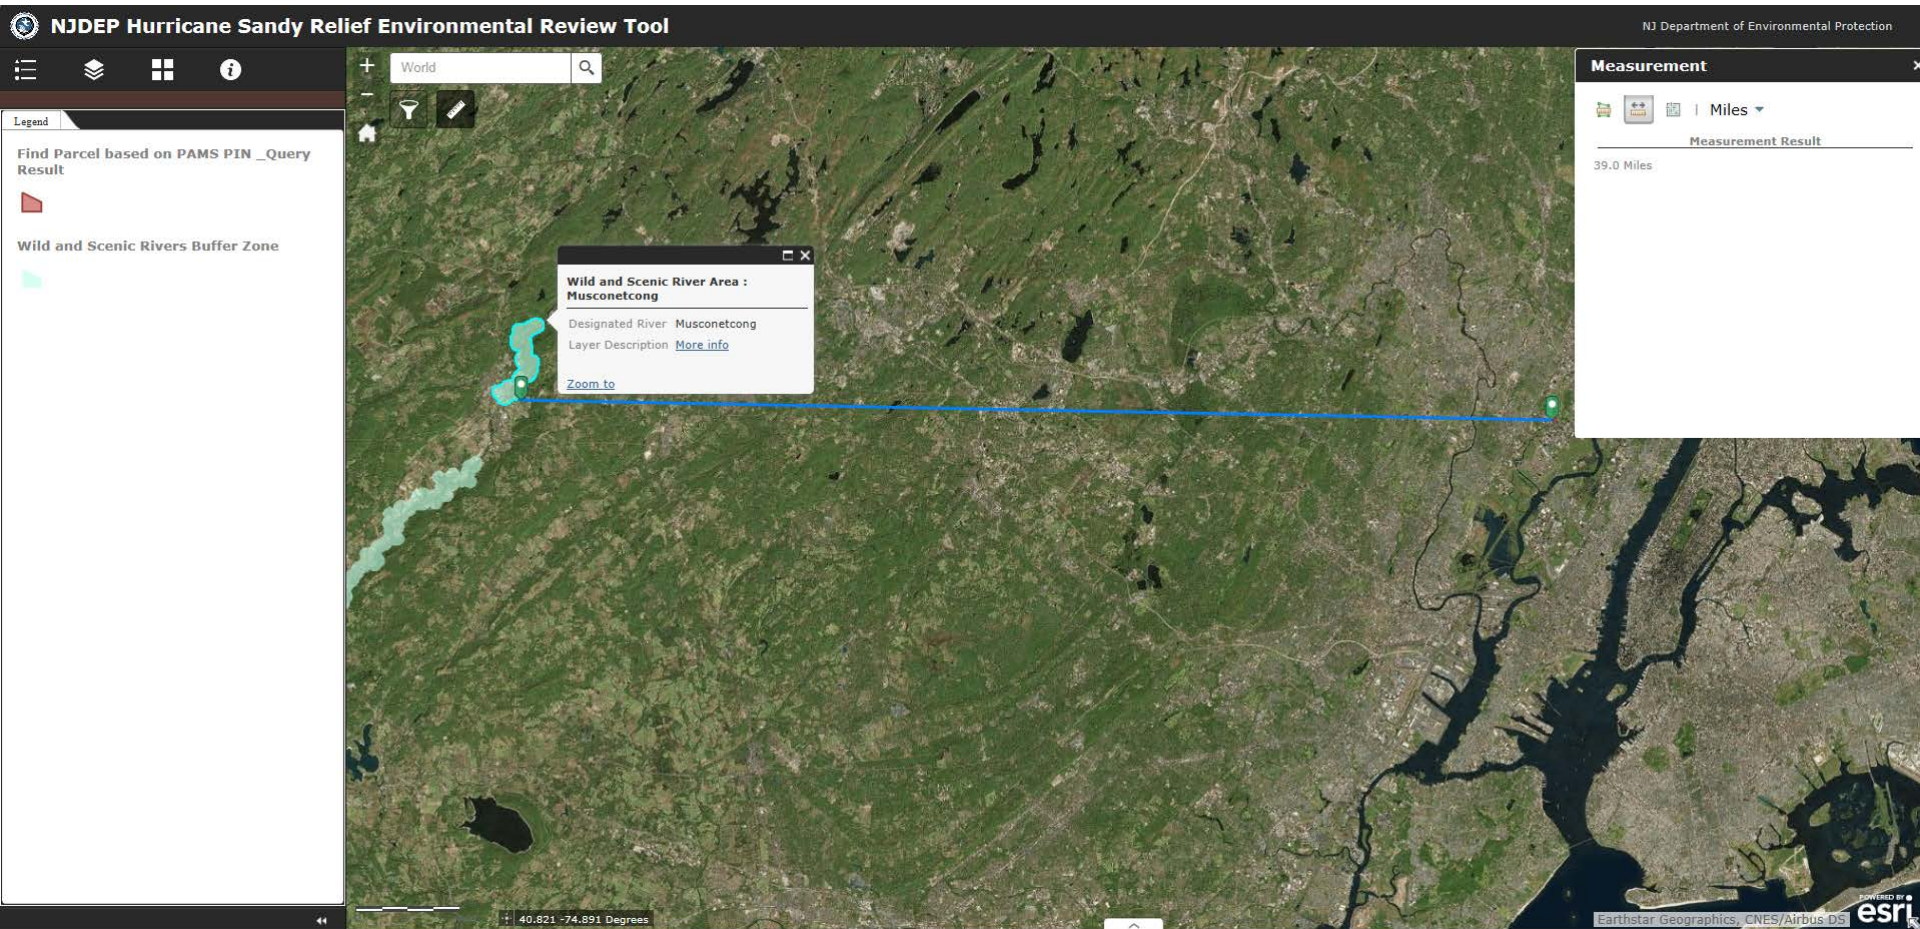 NJDEP Hurricane Sandy Relief Environmental Review Tool
NJ Department of Environmental Protection
World
Legend
Find Parcel based on PAMS PIN _Query
Result
Wild and Scenic Rivers Buffer Zone
Wild and Scenic River Area :
Musconetcong
Designated River Musconetcong
Layer Description More info
Zoom to
Measurement
Miles
Measurement Result
39.0 Miles
40.821 -74.891 Degrees
Earthstar Geographics, CNES/Airbus DS
POWERED BY
esri